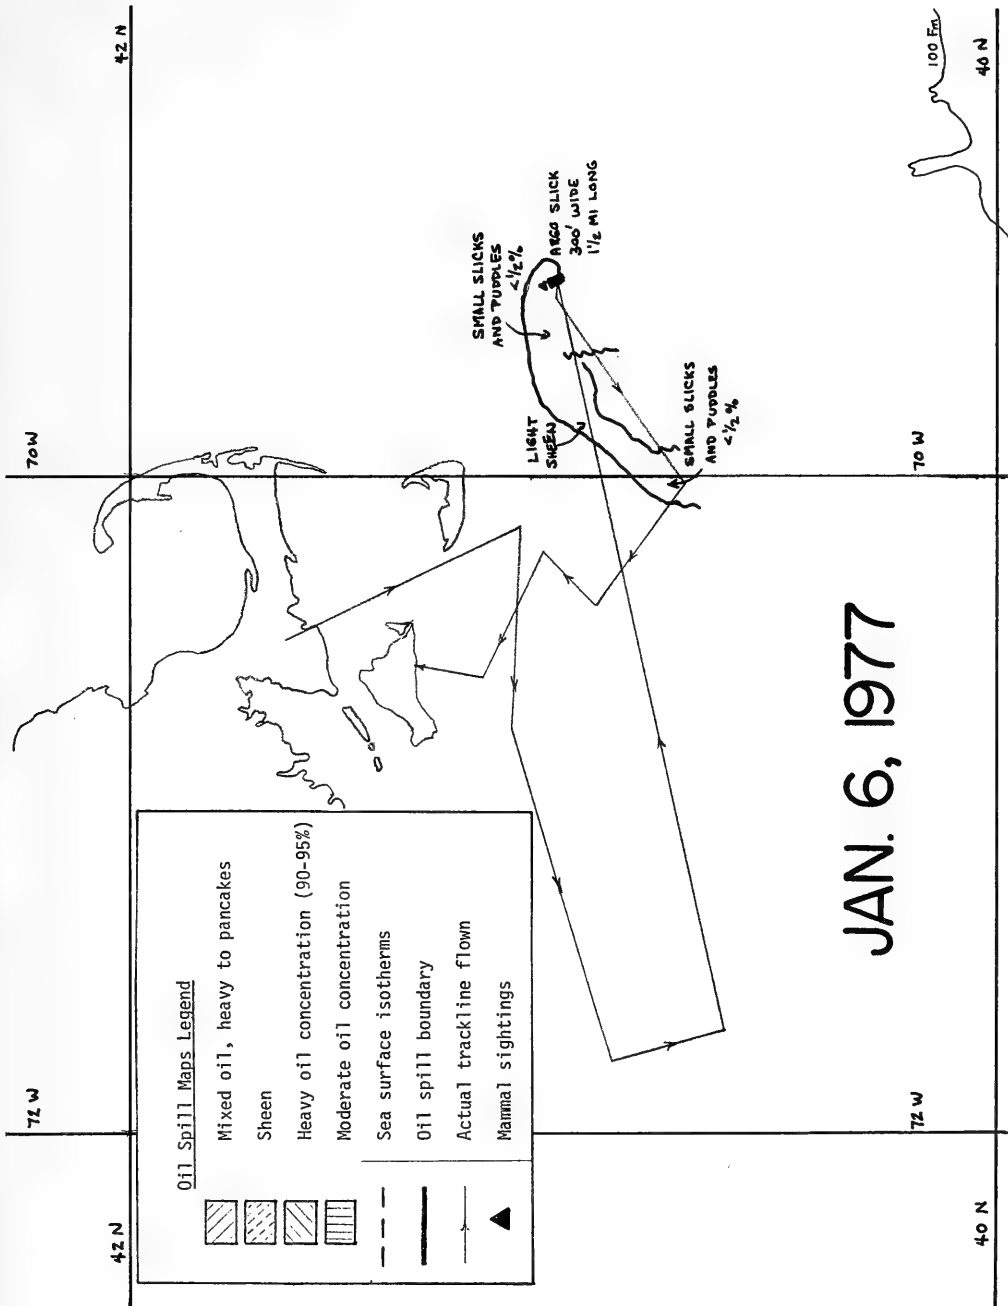 42 N
42 N
72 W
70 W
Oil Spill Maps Legend
Mixed oil, heavy to pancakes
Sheen
Heavy oil concentration (90-95%)
Moderate oil concentration
Sea surface isotherms
Oil spill boundary
Actual trackline flown
Mammal sightings
SMALL SLICKS
AND PUDDLES
<1/2%
ARGO SLICK
300' WIDE
1 1/2 MI LONG
LIGHT
SHEEN
SMALL SLICKS
AND PUDDLES
<1/2%
JAN. 6, 1977
72 W
70 W
100 Fm
40 N
40 N